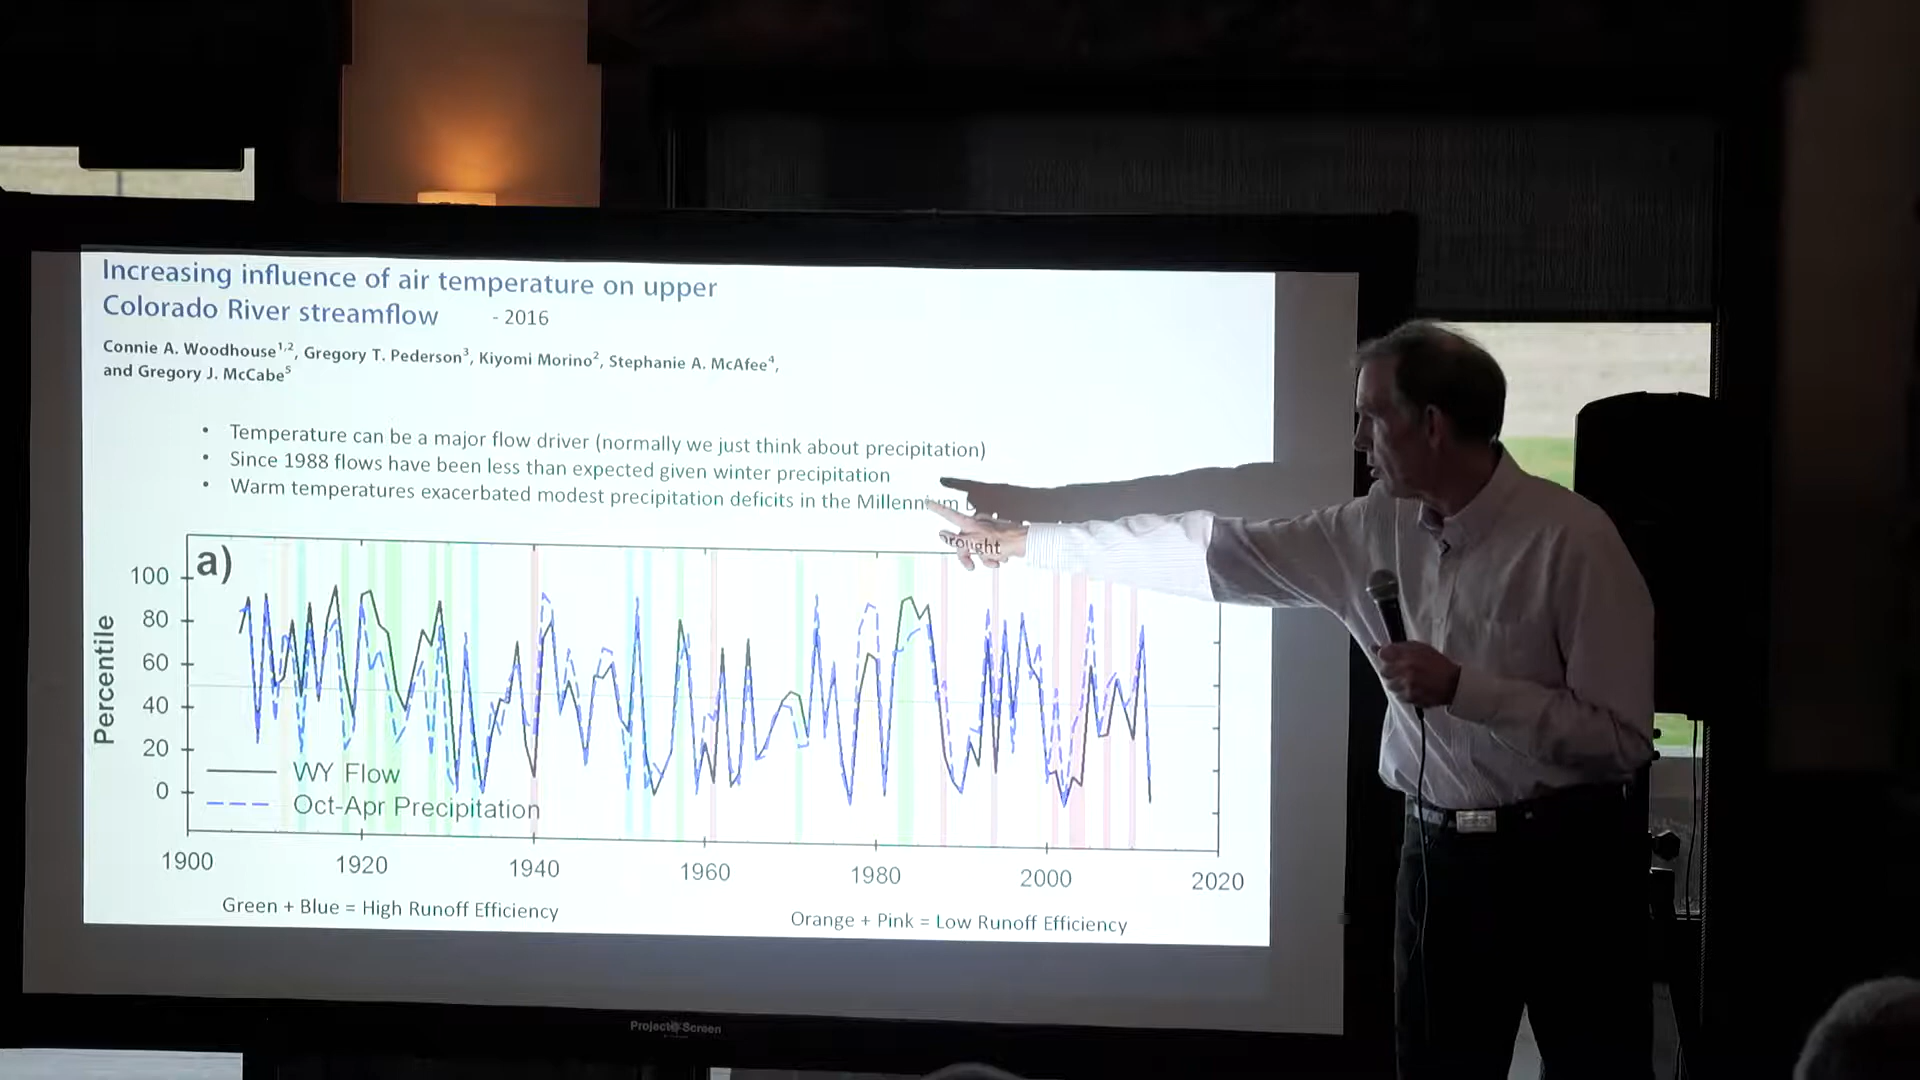 Increasing influence of air temperature on upper
Colorado River streamflow - 2016
Connie A. Woodhouse1,2, Gregory T. Pederson3, Kiyomi Morino2, Stephanie A. McAfee4,
and Gregory J. McCabe5
• Temperature can be a major flow driver (normally we just think about precipitation)
• Since 1988 flows have been less than expected given winter precipitation
• Warm temperatures exacerbated modest precipitation deficits in the Millennium
a)
Percentile
100
80
60
40
20
0
WY Flow
Oct-Apr Precipitation
1900 1920 1940 1960 1980 2000 2020
Green + Blue = High Runoff Efficiency
Orange + Pink = Low Runoff Efficiency
Project Screen